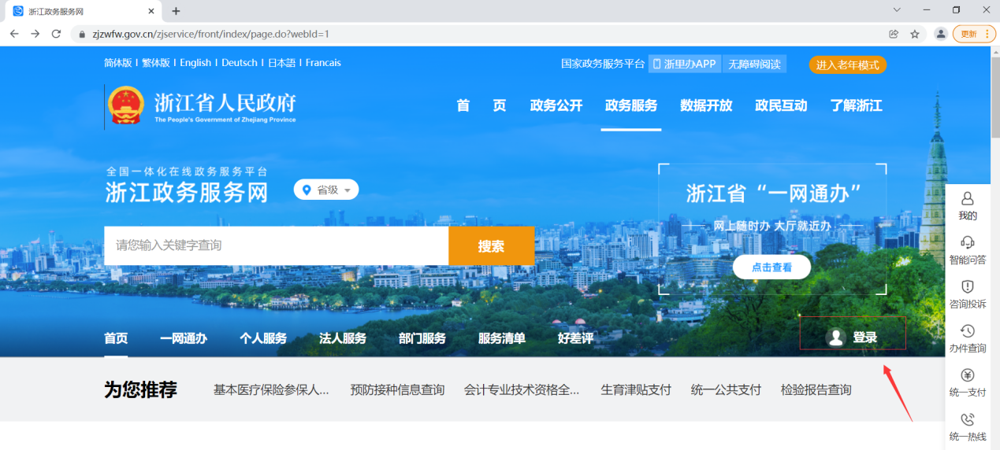 浙江政务服务网
zjzwfw.gov.cn/zjservice/front/index/page.do?webId=1
更新
简体版 | 繁体版 | English | Deutsch | 日本語 | Francais
国家政务服务平台 浙里办APP 无障碍阅读 进入老年模式
浙江省人民政府
The People's Government of Zhejiang Province
首 页 政务公开 政务服务 数据开放 政民互动 了解浙江
全国一体化在线政务服务平台
浙江政务服务网 省级
浙江省“一网通办”
网上随时办 大厅就近办
点击查看
请您输入关键字查询 搜索
首页 一网通办 个人服务 法人服务 部门服务 服务清单 好差评 登录
为您推荐 基本医疗保险参保人... 预防接种信息查询 会计专业技术资格全... 生育津贴支付 统一公共支付 检验报告查询
我的
智能问答
咨询投诉
办件查询
统一支付
统一热线